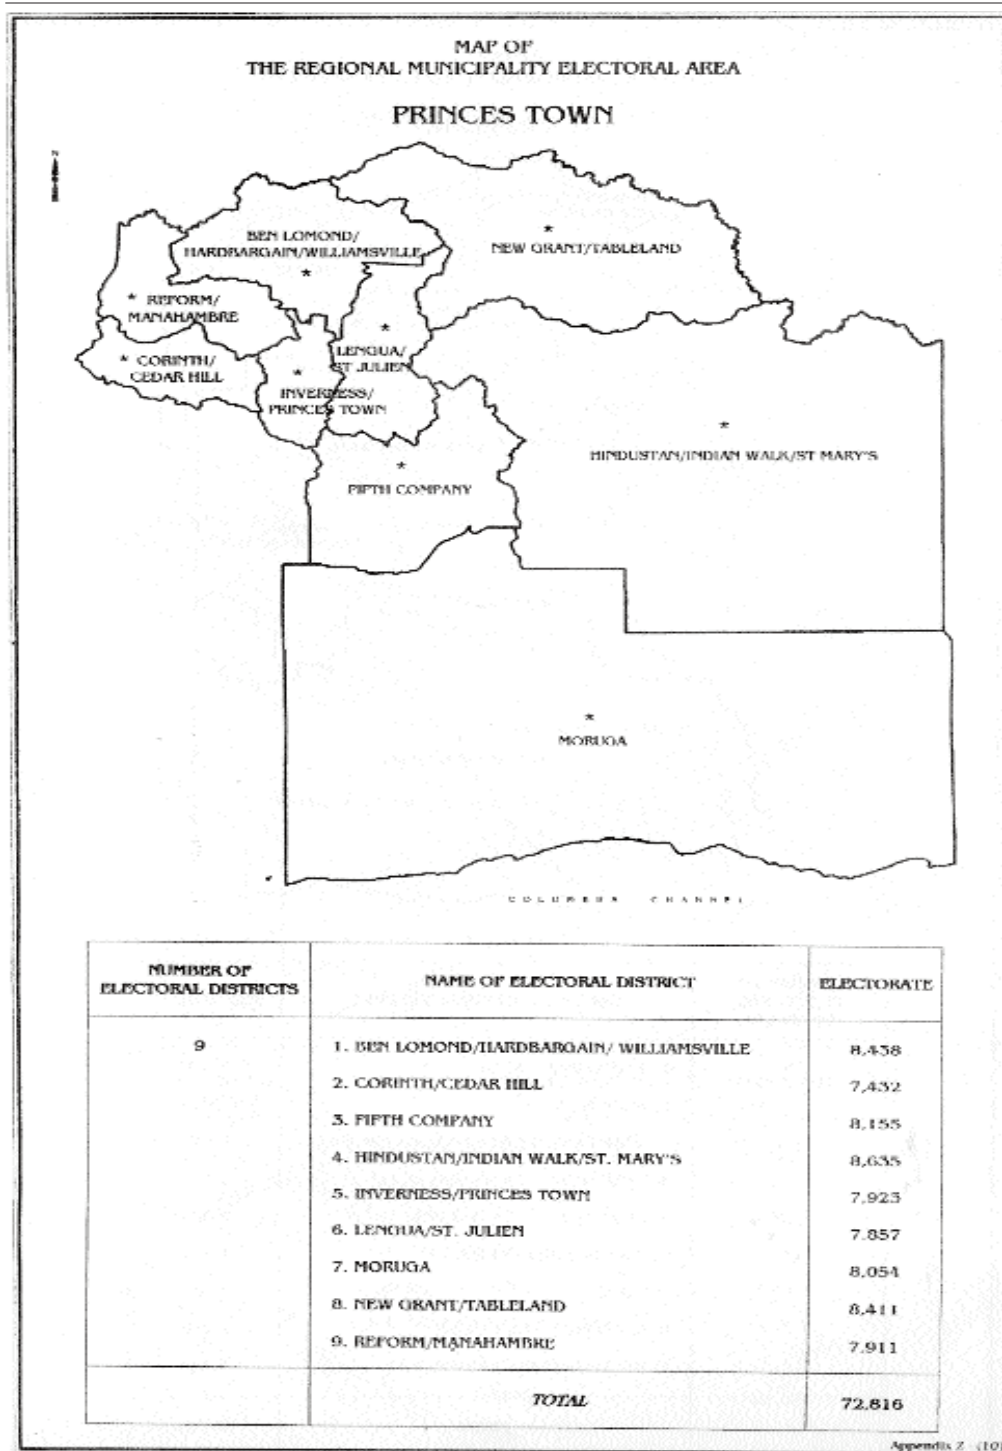 MAP OF
THE REGIONAL MUNICIPALITY ELECTORAL AREA
PRINCES TOWN
N
BEN LOMOND/
HARDBARGAIN/WILLIAMSVILLE
*
NEW GRANT/TABLELAND
*
* REFORM/
MANAHAMBRE
* CORINTH/
CEDAR HILL
*
LENGUA/
ST JULIEN
*
INVERNESS/
PRINCES TOWN
*
HINDUSTAN/INDIAN WALK/ST MARY'S
*
FIFTH COMPANY
*
MORUGA
COLUMBUS CHANNEL
NUMBER OF
ELECTORAL DISTRICTS
NAME OF ELECTORAL DISTRICT
ELECTORATE
9
1. BEN LOMOND/HARDBARGAIN/ WILLIAMSVILLE 8,438
2. CORINTH/CEDAR HILL 7,432
3. FIFTH COMPANY 8,155
4. HINDUSTAN/INDIAN WALK/ST. MARY'S 8,635
5. INVERNESS/PRINCES TOWN 7,923
6. LENGUA/ST. JULIEN 7,857
7. MORUGA 8,054
8. NEW GRANT/TABLELAND 8,411
9. REFORM/MANAHAMBRE 7,911
TOTAL 72,816
Appendix 2 -